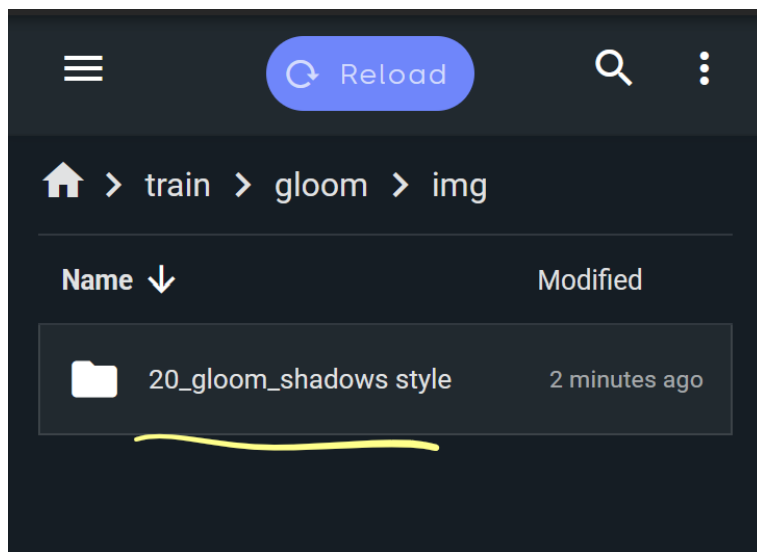 Reload
train > gloom > img
Name Modified
20_gloom_shadows style 2 minutes ago